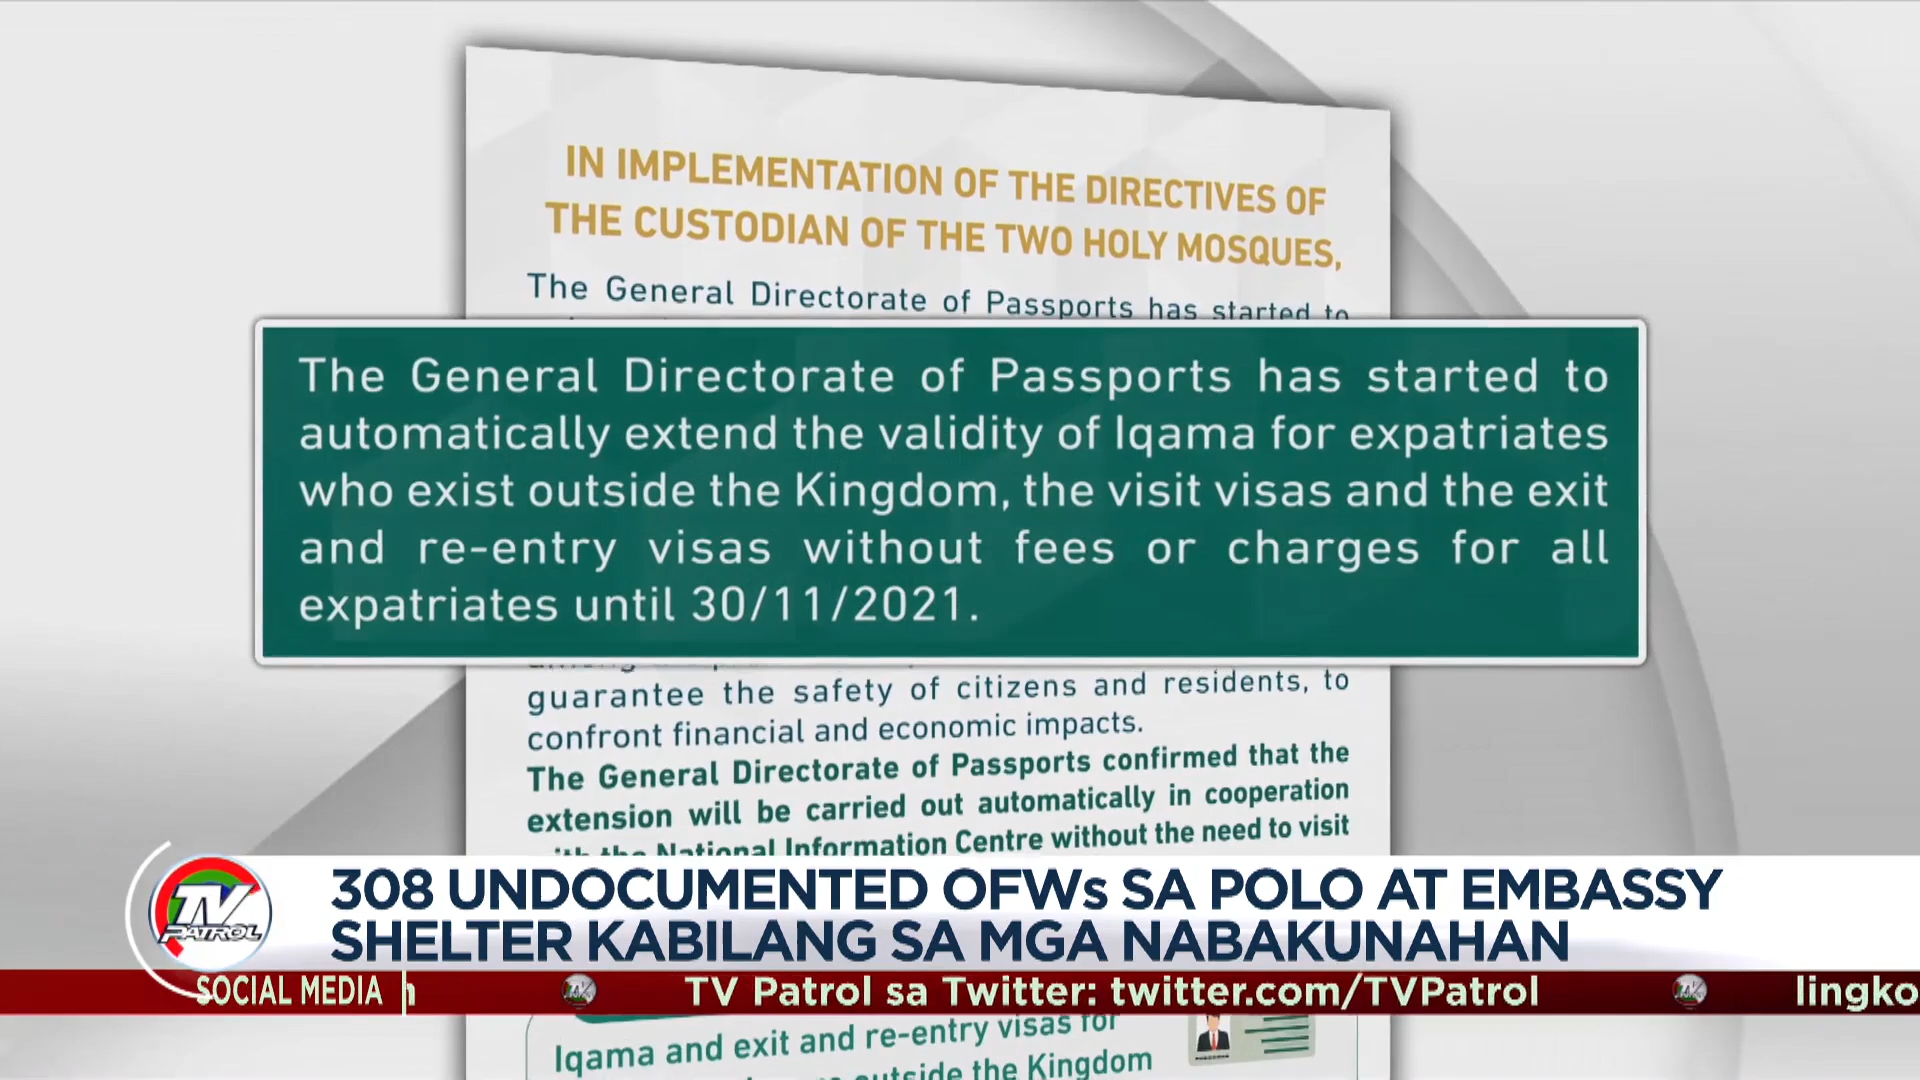 IN IMPLEMENTATION OF THE DIRECTIVES OF
THE CUSTODIAN OF THE TWO HOLY MOSQUES,
The General Directorate of Passports has started to
The General Directorate of Passports has started to
automatically extend the validity of Iqama for expatriates
who exist outside the Kingdom, the visit visas and the exit
and re-entry visas without fees or charges for all
expatriates until 30/11/2021.
guarantee the safety of citizens and residents, to
confront financial and economic impacts.
The General Directorate of Passports confirmed that the
extension will be carried out automatically in cooperation
with the National Information Centre without the need to visit
TV PATROL
308 UNDOCUMENTED OFWs SA POLO AT EMBASSY
SHELTER KABILANG SA MGA NABAKUNAHAN
SOCIAL MEDIA
TV Patrol sa Twitter: twitter.com/TVPatrol
lingko
Iqama and exit and re-entry visas for
outside the Kingdom